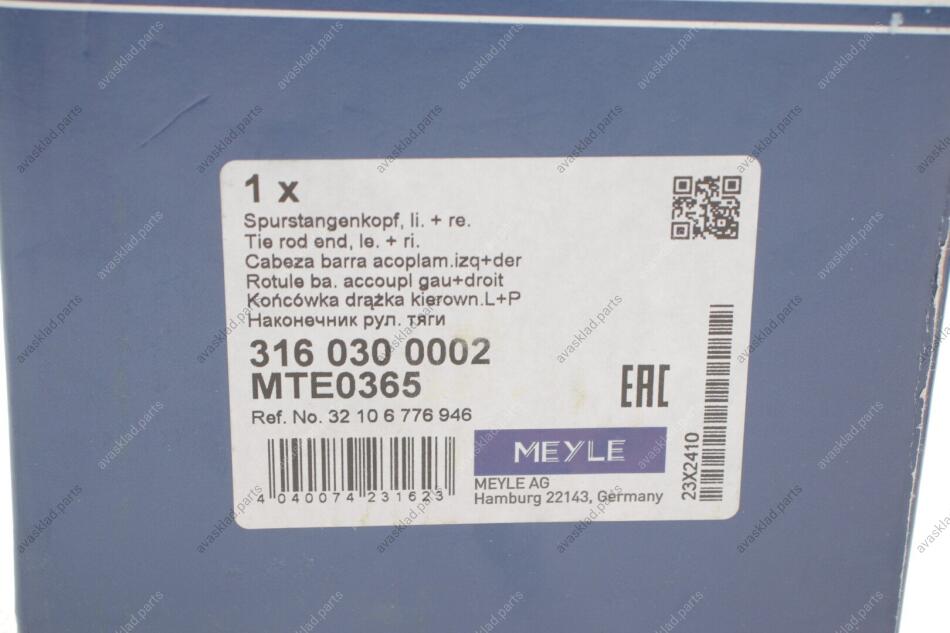 1 x
Spurstangenkopf, li. + re.
Tie rod end, le. + ri.
Cabeza barra acoplam.izq+der
Rotule ba. accoupl gau+droit
Końcówka drążka kierown.L+P
Наконечник рул. тяги
316 030 0002
MTE0365
Ref. No. 32 10 6 776 946
EAC
MEYLE
MEYLE AG
Hamburg 22143, Germany
4 040074 231623
23X2410
avasklad.parts